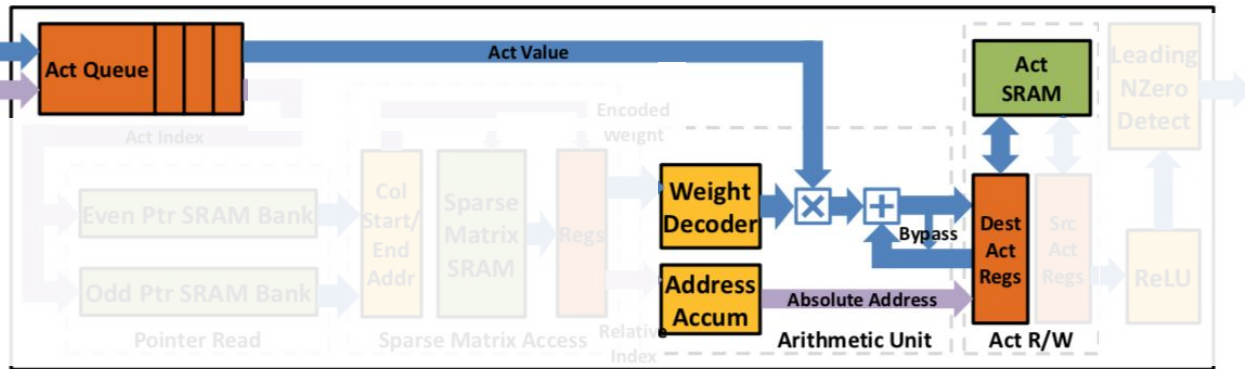 Act Queue
Act Value
Act Index
Encoded
Weight
Even Ptr SRAM Bank
Odd Ptr SRAM Bank
Pointer Read
Col
Start/
End
Addr
Sparse
Matrix
SRAM
Regs
Sparse Matrix Access
Relative
Index
Weight
Decoder
Address
Accum
×
+
Bypass
Absolute Address
Arithmetic Unit
Act
SRAM
Dest
Act
Regs
Src
Act
Regs
Act R/W
Leading
NZero
Detect
ReLU